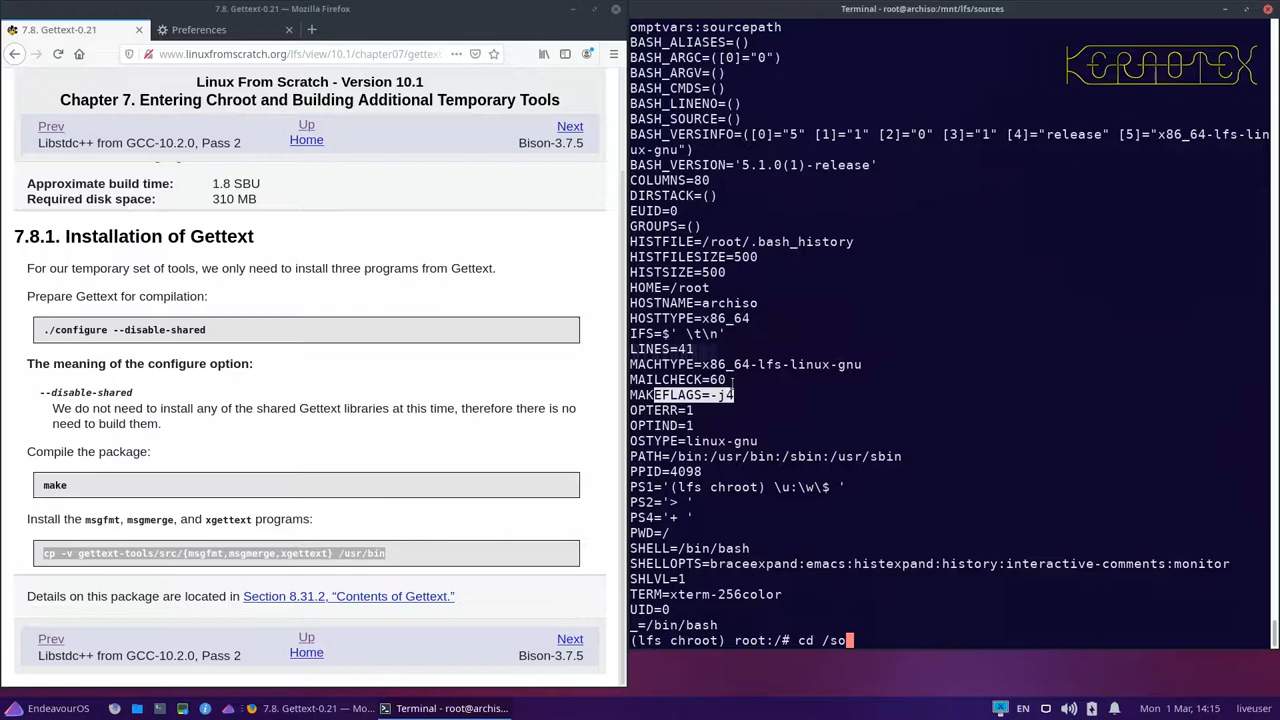 7.8. Gettext-0.21 — Mozilla Firefox
7.8. Gettext-0.21
Preferences
www.linuxfromscratch.org/lfs/view/10.1/chapter07/gettex
Linux From Scratch - Version 10.1
Chapter 7. Entering Chroot and Building Additional Temporary Tools
Prev
Up
Next
Libstdc++ from GCC-10.2.0, Pass 2
Home
Bison-3.7.5
Approximate build time: 1.8 SBU
Required disk space: 310 MB
7.8.1. Installation of Gettext
For our temporary set of tools, we only need to install three programs from Gettext.
Prepare Gettext for compilation:
./configure --disable-shared
The meaning of the configure option:
--disable-shared
We do not need to install any of the shared Gettext libraries at this time, therefore there is no
need to build them.
Compile the package:
make
Install the msgfmt, msgmerge, and xgettext programs:
cp -v gettext-tools/src/{msgfmt,msgmerge,xgettext} /usr/bin
Details on this package are located in Section 8.31.2, “Contents of Gettext.”
Prev
Up
Next
Libstdc++ from GCC-10.2.0, Pass 2
Home
Bison-3.7.5
Terminal - root@archiso:/mnt/lfs/sources
KERAOTEX
omptvars:sourcepath
BASH_ALIASES=()
BASH_ARGC=([0]="0")
BASH_ARGV=()
BASH_CMDS=()
BASH_LINENO=()
BASH_SOURCE=()
BASH_VERSINFO=([0]="5" [1]="1" [2]="0" [3]="1" [4]="release" [5]="x86_64-lfs-lin
ux-gnu")
BASH_VERSION='5.1.0(1)-release'
COLUMNS=80
DIRSTACK=()
EUID=0
GROUPS=()
HISTFILE=/root/.bash_history
HISTFILESIZE=500
HISTSIZE=500
HOME=/root
HOSTNAME=archiso
HOSTTYPE=x86_64
IFS=$' \t\n'
LINES=41
MACHTYPE=x86_64-lfs-linux-gnu
MAILCHECK=60
MAKEFLAGS=-j4
OPTERR=1
OPTIND=1
OSTYPE=linux-gnu
PATH=/bin:/usr/bin:/sbin:/usr/sbin
PPID=4098
PS1='(lfs chroot) \u:\w\$ '
PS2='> '
PS4='+ '
PWD=/
SHELL=/bin/bash
SHELLOPTS=braceexpand:emacs:histexpand:history:interactive-comments:monitor
SHLVL=1
TERM=xterm-256color
UID=0
_=/bin/bash
(lfs chroot) root:/# cd /so
EndeavourOS
7.8. Gettext-0.21 — Mo...
Terminal - root@archis...
EN
Mon 1 Mar, 14:15
liveuser